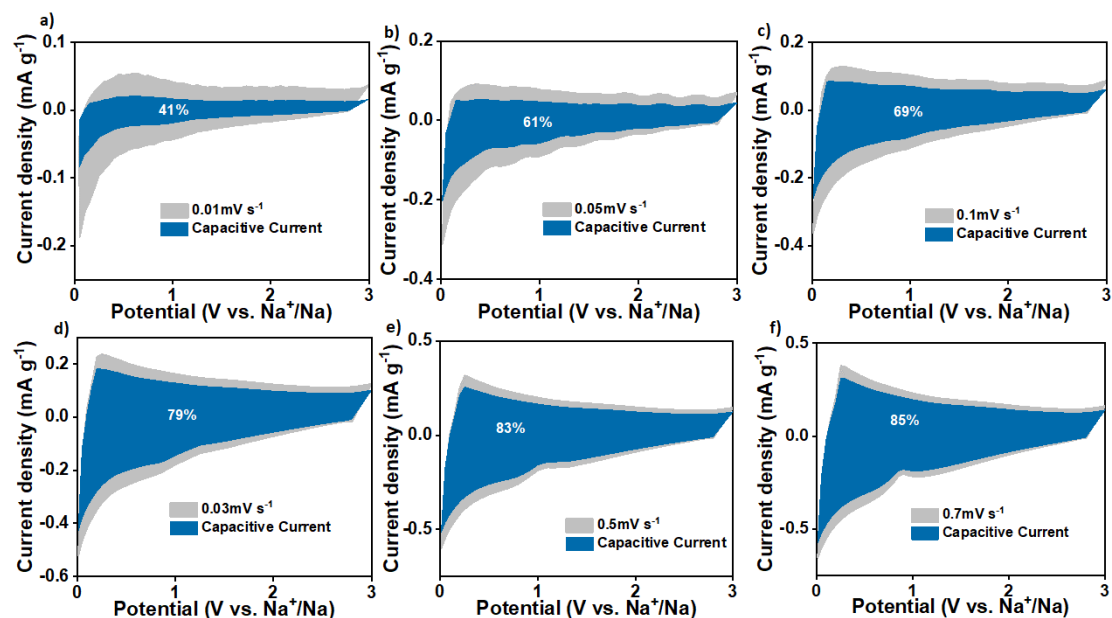 a)
Current density (mA g⁻¹)
0.1
0.0
-0.1
-0.2
41%
0.01mV s⁻¹
Capacitive Current
0 1 2 3
Potential (V vs. Na⁺/Na)
b)
Current density (mA g⁻¹)
0.2
0.0
-0.2
-0.4
61%
0.05mV s⁻¹
Capacitive Current
0 1 2 3
Potential (V vs. Na⁺/Na)
c)
Current density (mA g⁻¹)
0.2
0.0
-0.2
-0.4
69%
0.1mV s⁻¹
Capacitive Current
0 1 2 3
Potential (V vs. Na⁺/Na)
d)
Current density (mA g⁻¹)
0.2
0.0
-0.2
-0.4
-0.6
79%
0.03mV s⁻¹
Capacitive Current
0 1 2 3
Potential (V vs. Na⁺/Na)
e)
Current density (mA g⁻¹)
0.5
0.0
-0.5
83%
0.5mV s⁻¹
Capacitive Current
0 1 2 3
Potential (V vs. Na⁺/Na)
f)
Current density (mA g⁻¹)
0.5
0.0
-0.5
85%
0.7mV s⁻¹
Capacitive Current
0 1 2 3
Potential (V vs. Na⁺/Na)